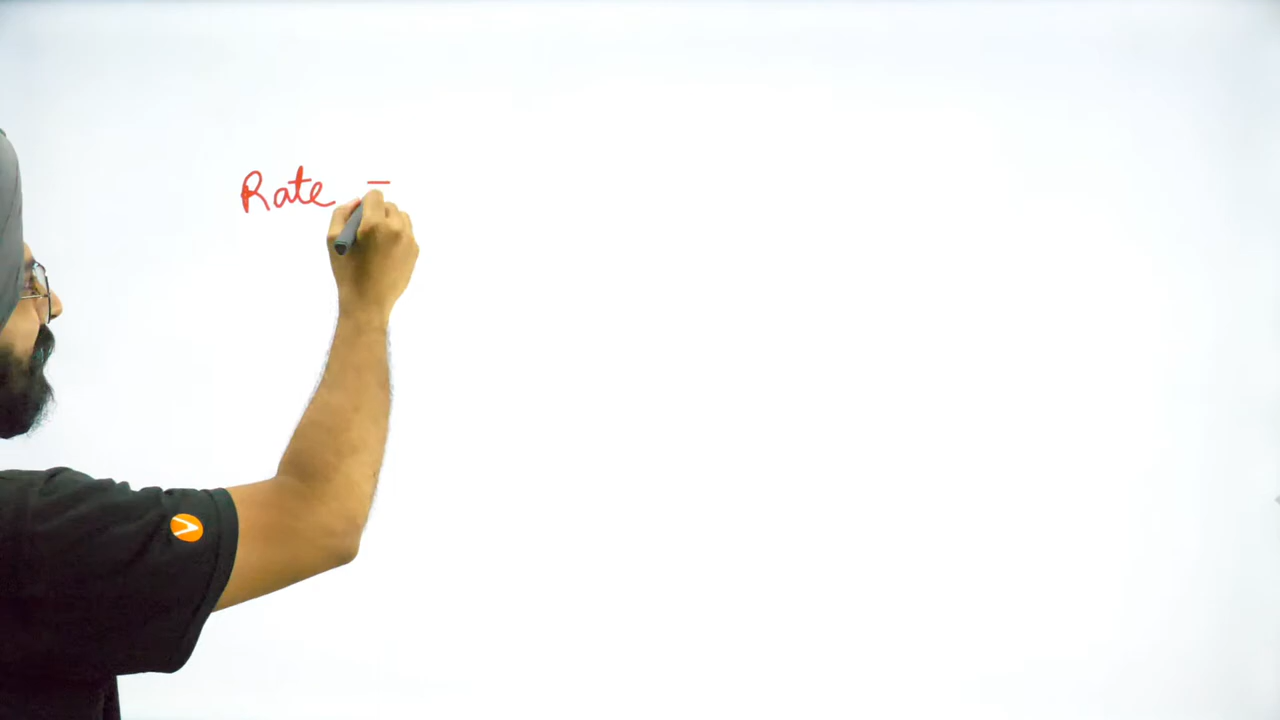 Rate =